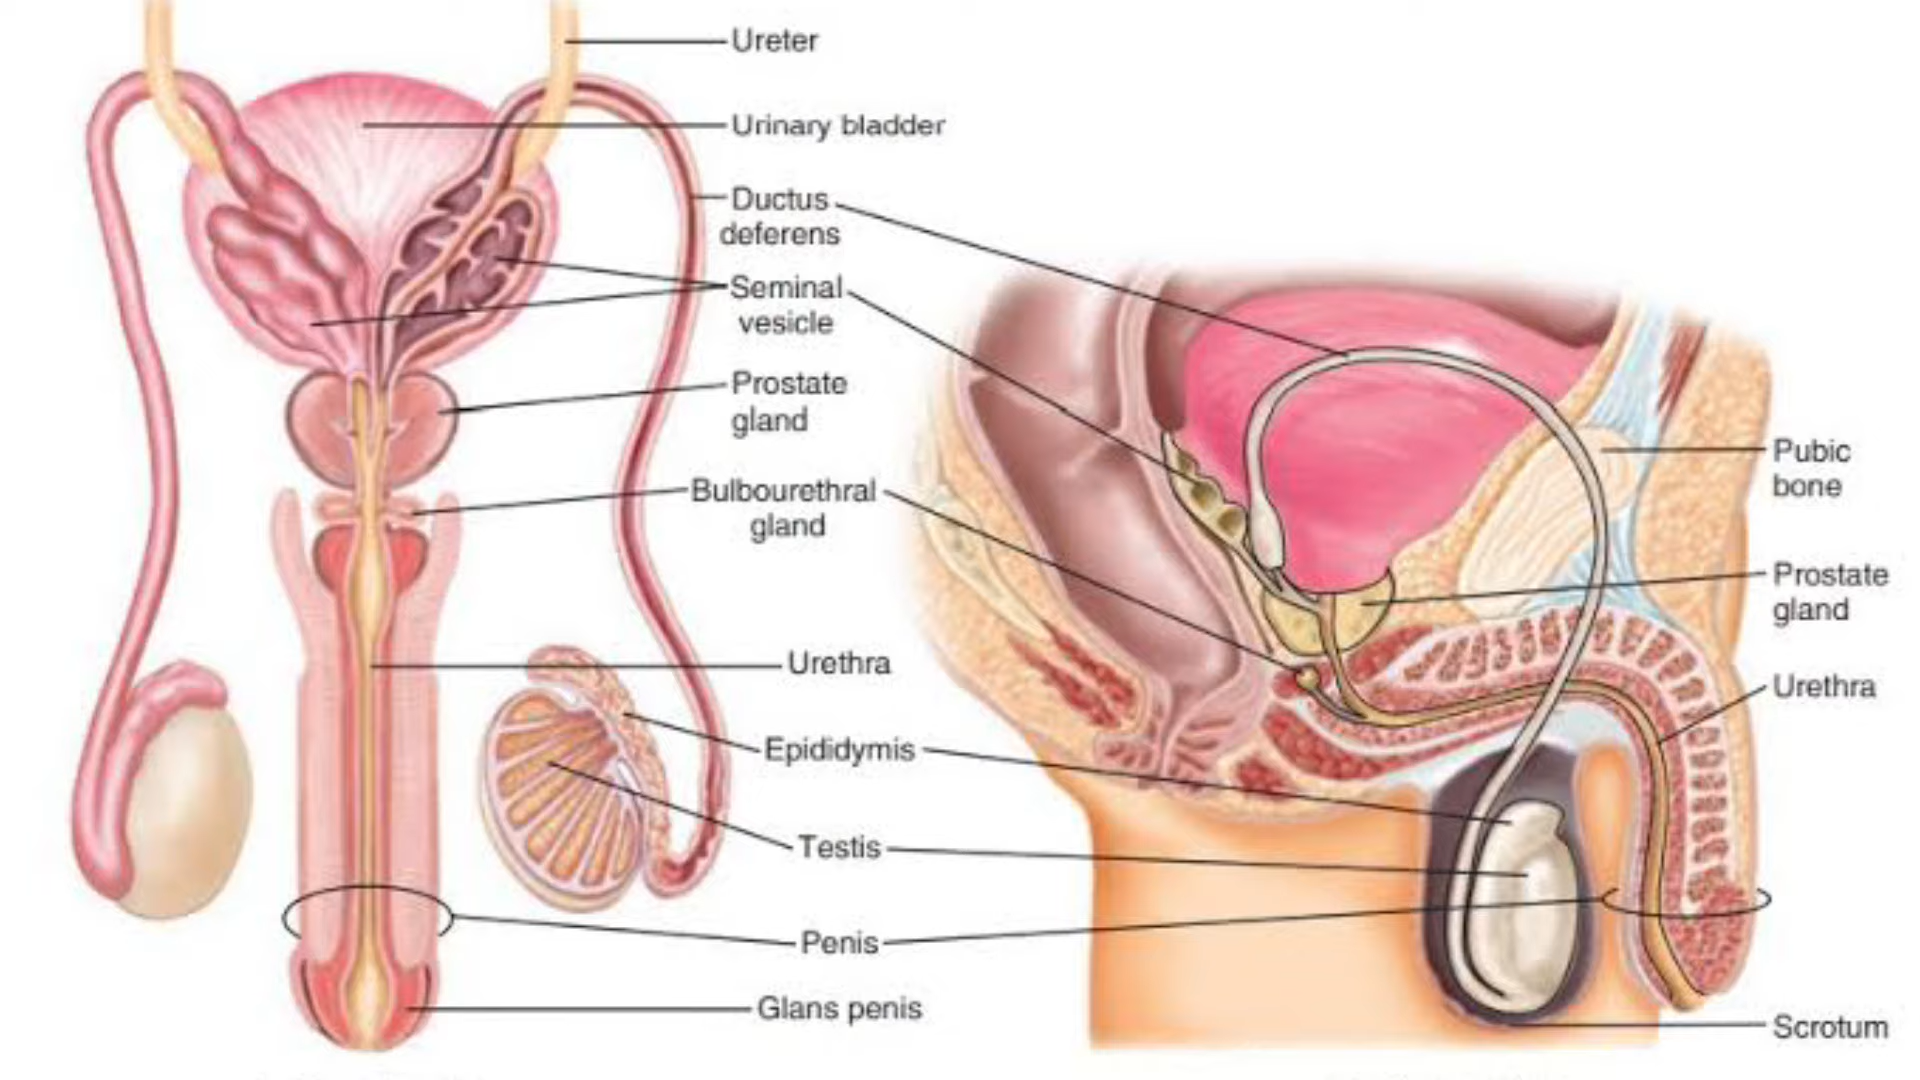 Ureter
Urinary bladder
Ductus
deferens
Seminal
vesicle
Prostate
gland
Bulbourethral
gland
Urethra
Epididymis
Testis
Penis
Glans penis
Pubic
bone
Prostate
gland
Urethra
Scrotum